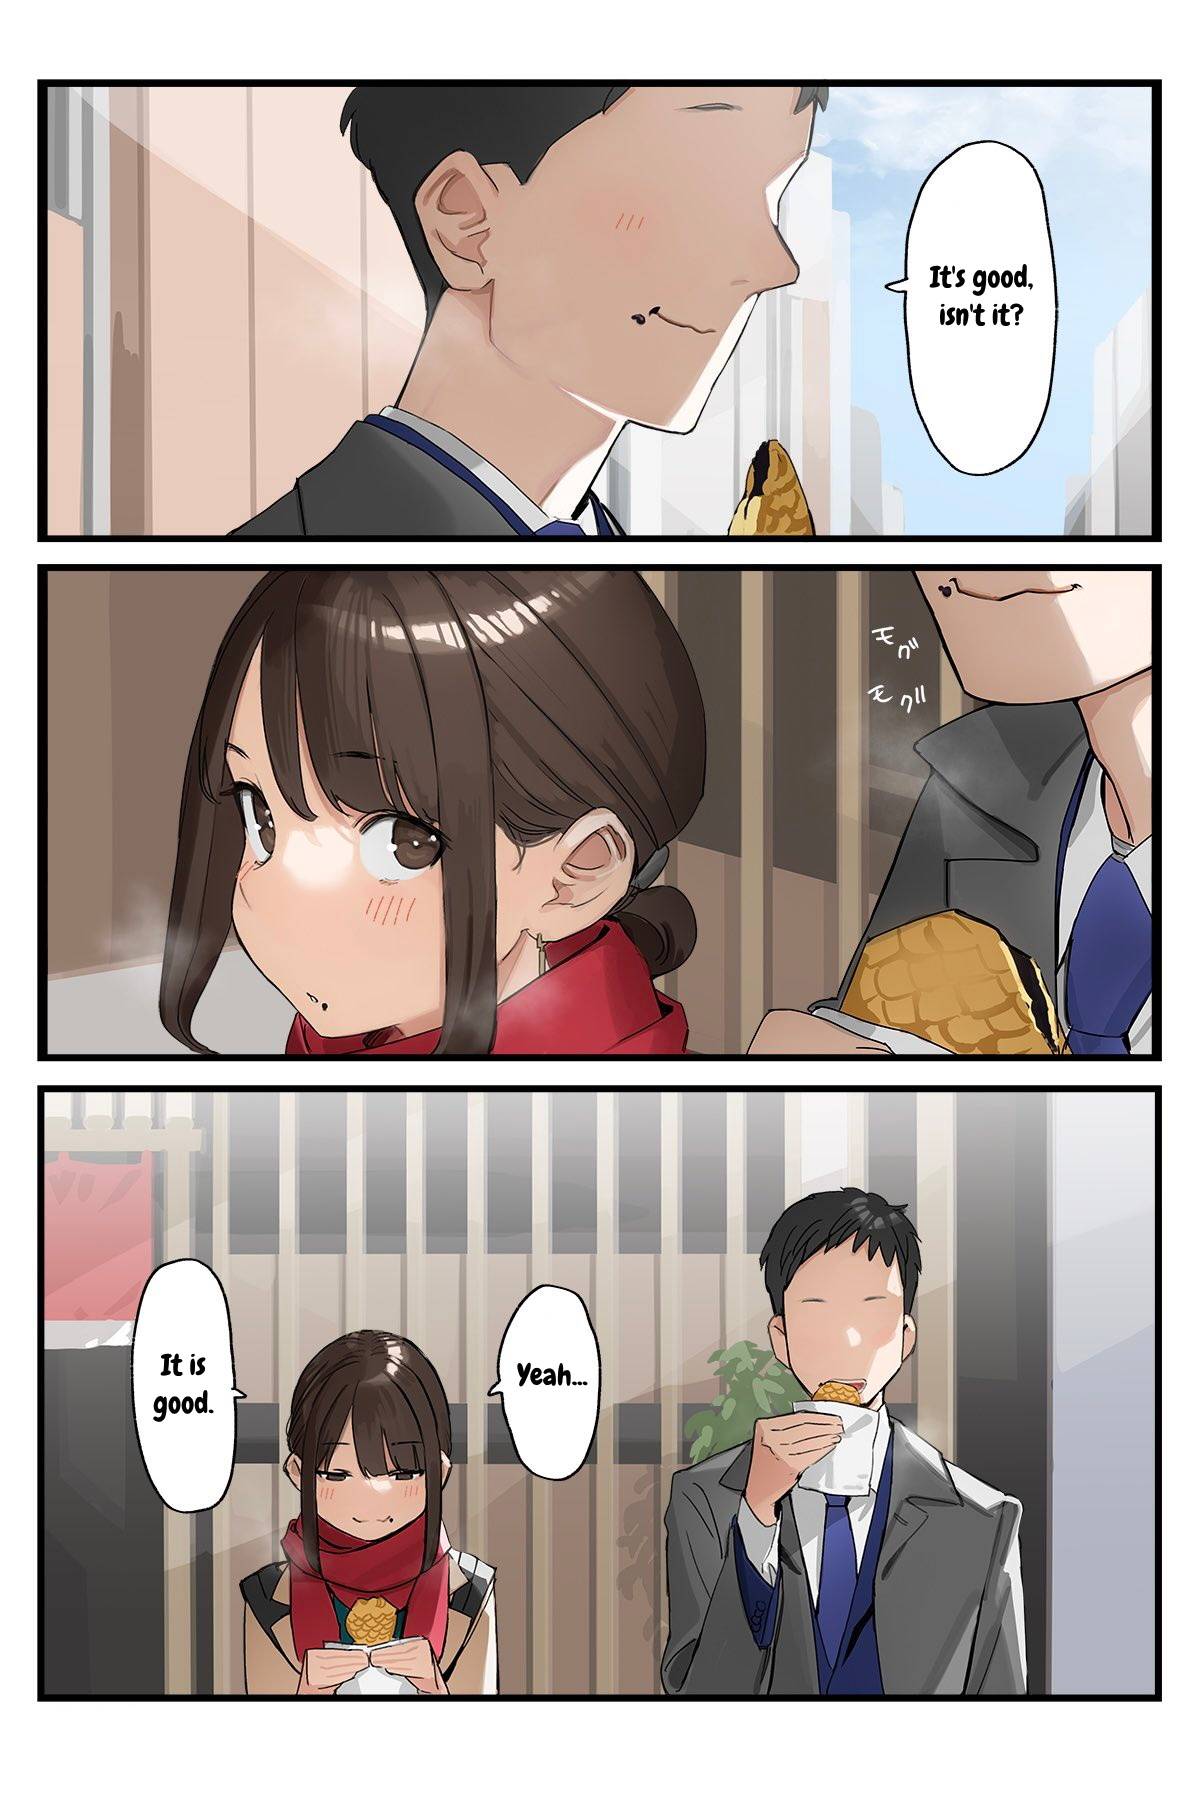 It's good,
isn't it?
モグ
モグ
Yeah...
It is
good.